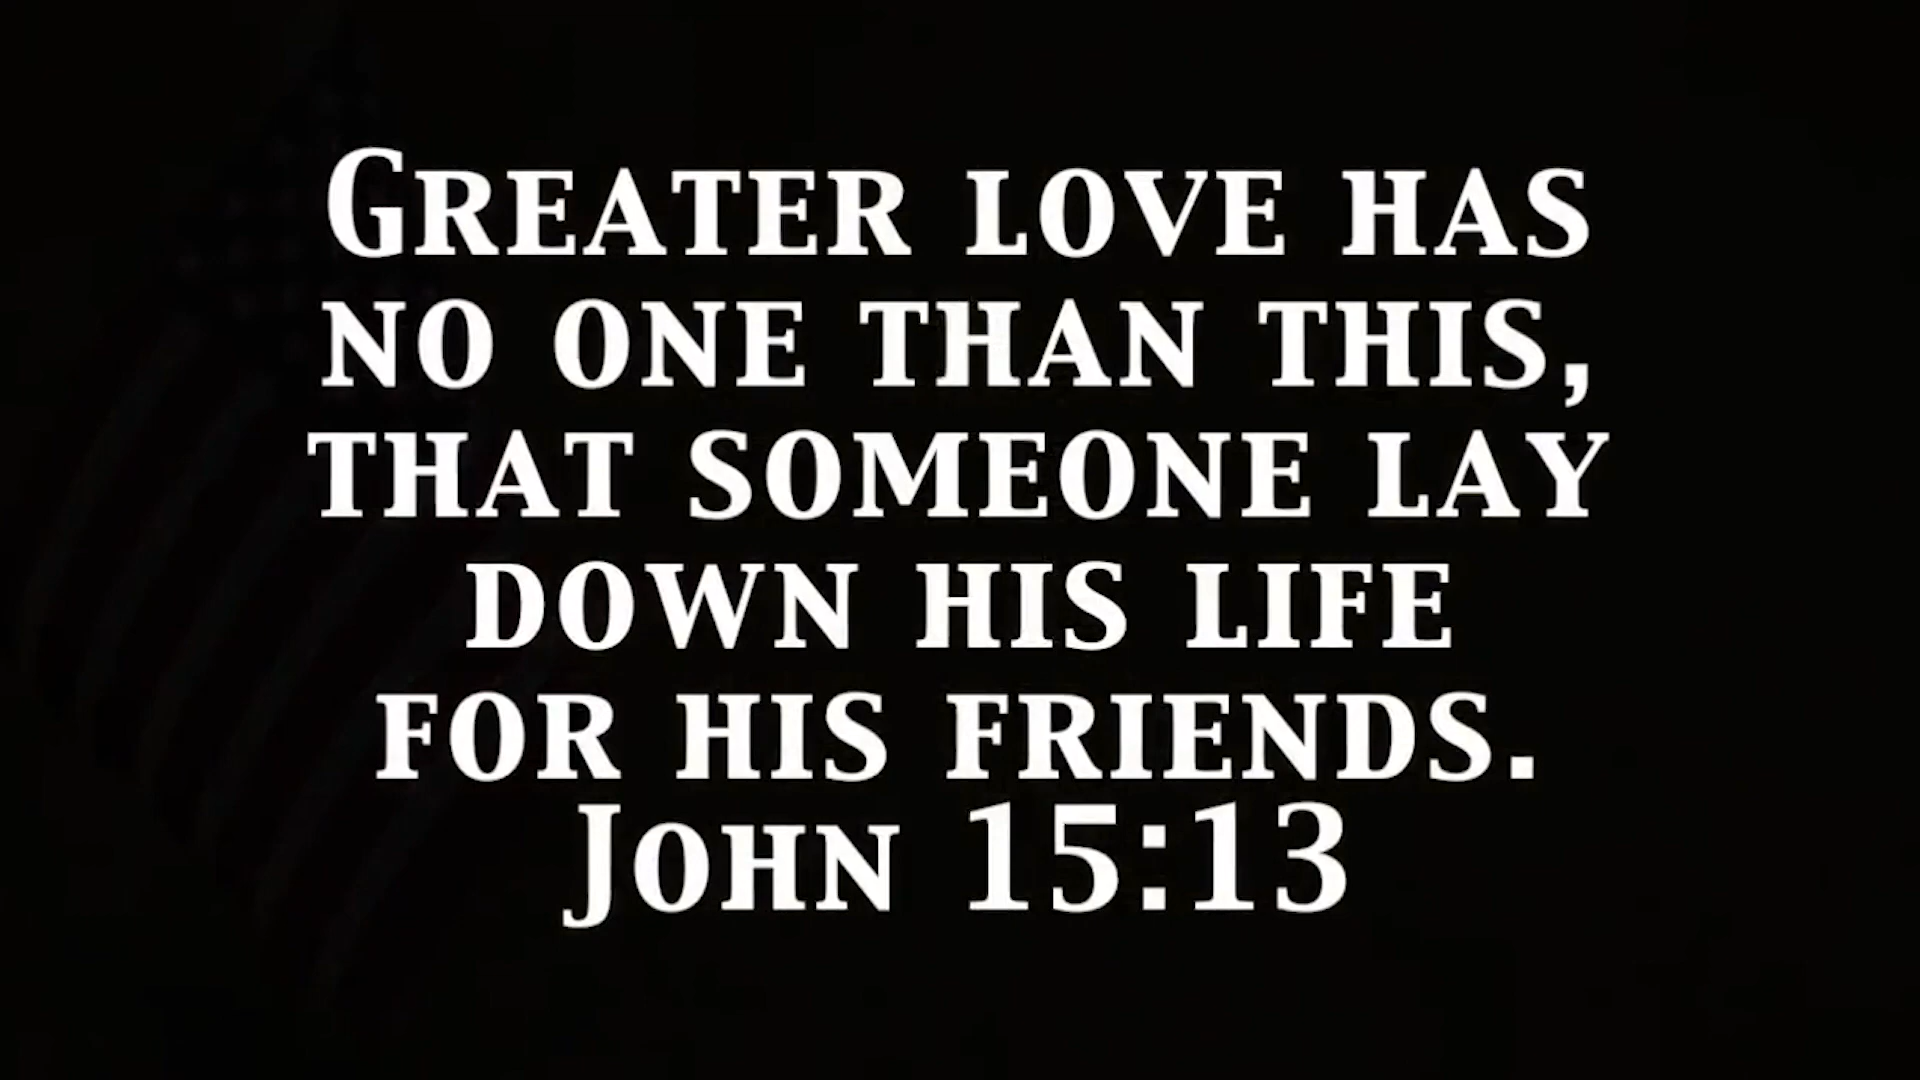 Greater love has
no one than this,
that someone lay
down his life
for his friends.
John 15:13